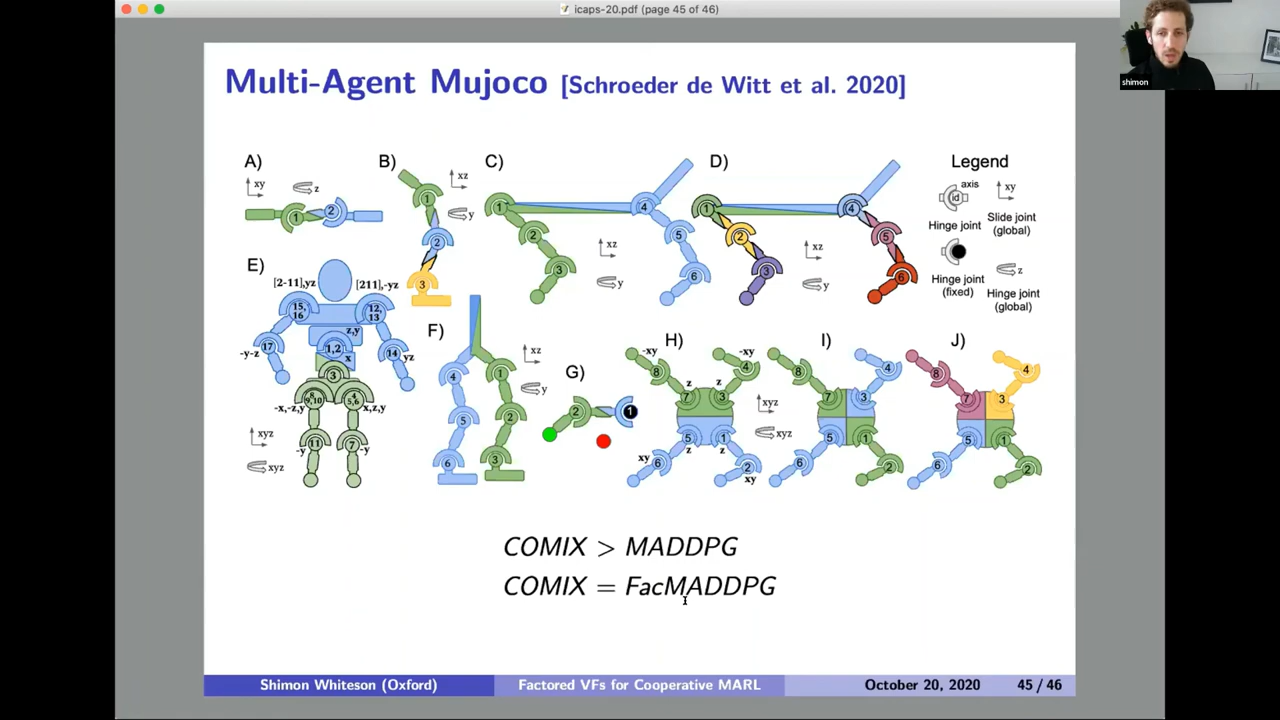 icaps-20.pdf (page 45 of 46)
shimon
Multi-Agent Mujoco [Schroeder de Witt et al. 2020]
A)
xy
z
1
2
B)
xz
y
1
2
3
C)
1
2
3
4
5
6
xz
y
D)
1
2
3
4
5
6
xz
y
Legend
id
axis
Hinge joint
xy
Slide joint
(global)
Hinge joint
(fixed)
z
Hinge joint
(global)
E)
[2-11],yz
[211],-yz
15,
16
12,
13
z,y
1,2
x
17
-y-z
14
yz
3
9,10
5,6
-x,-z,y
x,z,y
11
-y
7
-y
xyz
xyz
F)
4
5
6
1
2
3
xz
y
G)
2
1
H)
-xy
8
-xy
4
z
7
z
3
5
z
1
z
xy
6
2
xy
xyz
xyz
I)
8
4
7
3
5
1
6
2
J)
8
4
7
3
5
1
6
2
COMIX > MADDPG
COMIX = FacMADDPG
Shimon Whiteson (Oxford)
Factored VFs for Cooperative MARL
October 20, 2020
45 / 46